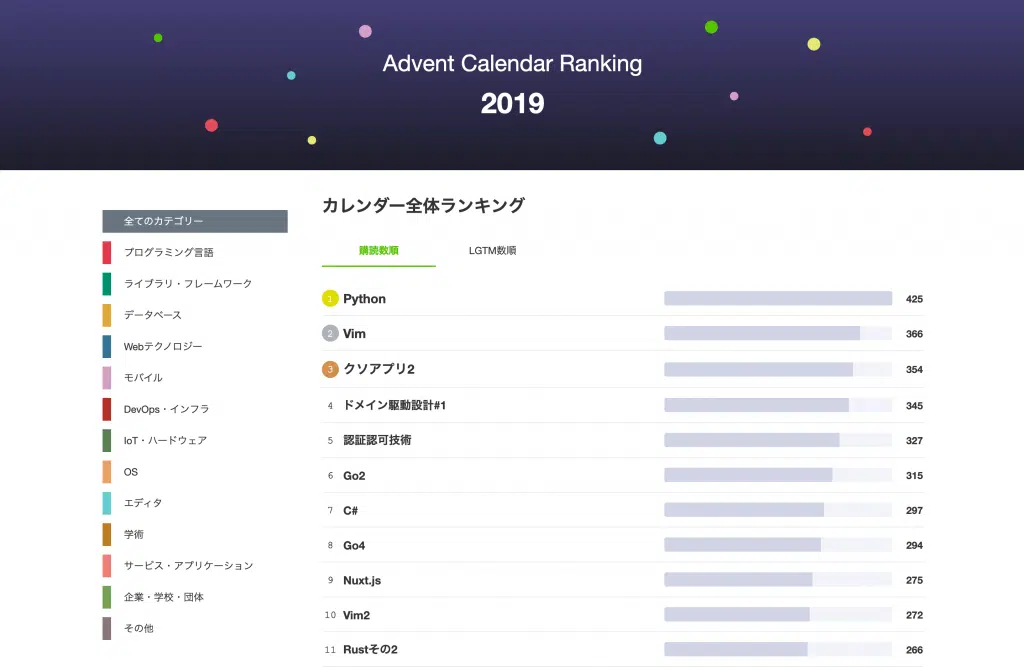 Advent Calendar Ranking
2019
全てのカテゴリー
プログラミング言語
ライブラリ・フレームワーク
データベース
Webテクノロジー
モバイル
DevOps・インフラ
IoT・ハードウェア
OS
エディタ
学術
サービス・アプリケーション
企業・学校・団体
その他
カレンダー全体ランキング
購読数順 LGTM数順
1 Python 425
2 Vim 366
3 クソアプリ2 354
4 ドメイン駆動設計#1 345
5 認証認可技術 327
6 Go2 315
7 C# 297
8 Go4 294
9 Nuxt.js 275
10 Vim2 272
11 Rustその2 266